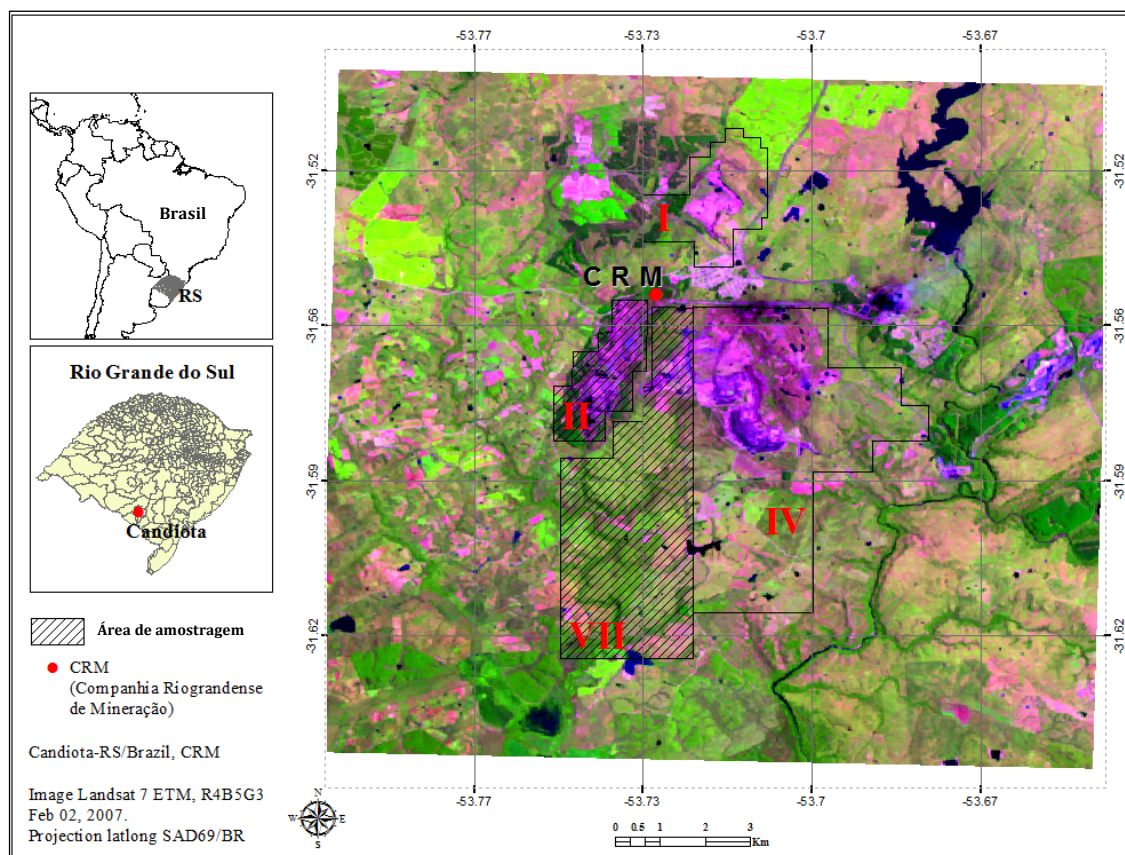 Brasil
RS
Rio Grande do Sul
Candiota
Área de amostragem
CRM
(Companhia Riograndense
de Mineração)
Candiota-RS/Brazil, CRM
Image Landsat 7 ETM, R4B5G3
Feb 02, 2007.
Projection latlong SAD69/BR
-53.77 -53.73 -53.7 -53.67
-31.52 -31.52
-31.56 -31.56
-31.59 -31.59
-31.62 -31.62
I
C R M
II
IV
VII
-53.77 -53.73 -53.7 -53.67
N
W E
S
0 0.5 1 2 3
Km